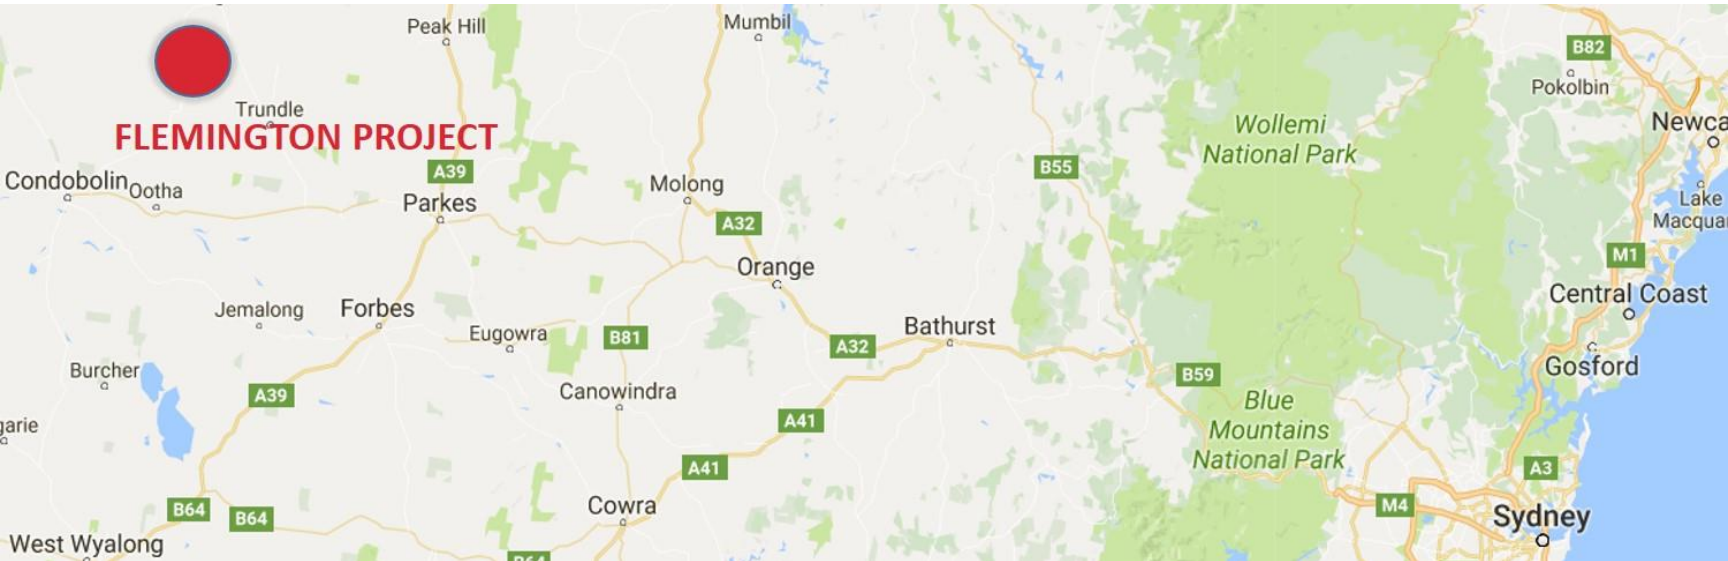 Peak Hill
Mumbil
B82
Pokolbin
Trundle
FLEMINGTON PROJECT
Newca
Wollemi
National Park
B55
A39
Condobolin
Ootha
Molong
Parkes
Lake
Macquar
A32
M1
Orange
Central Coast
Jemalong
Forbes
Eugowra
B81
Bathurst
A32
Gosford
Burcher
B59
A39
Canowindra
Blue
Mountains
National Park
A41
garie
A41
A3
B64
B64
Cowra
M4
Sydney
West Wyalong
B64